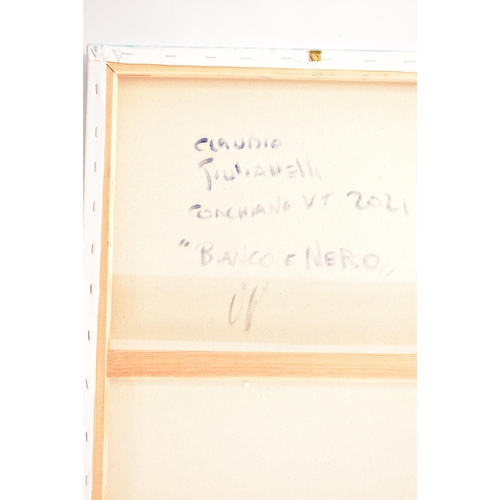 CLAUDIO
GIULIANELLI
CORCHIANO VT 2021
"BIANCO E NERO"